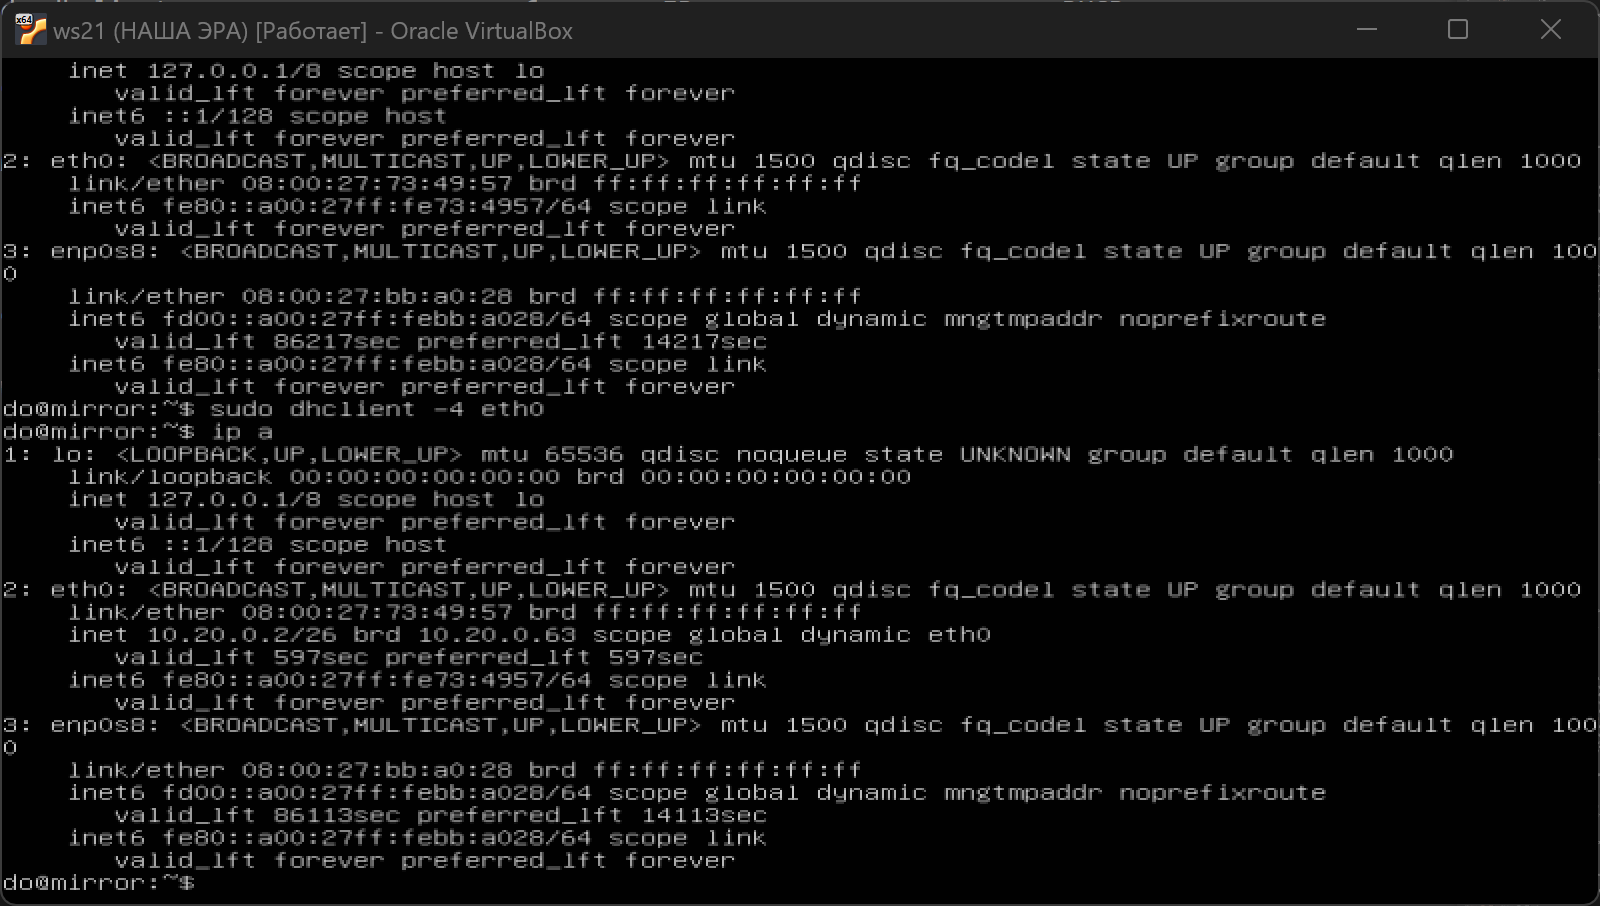 ws21 (НАША ЭРА) [Работает] - Oracle VirtualBox
inet 127.0.0.1/8 scope host lo
valid_lft forever preferred_lft forever
inet6 ::1/128 scope host
valid_lft forever preferred_lft forever
2: eth0: <BROADCAST,MULTICAST,UP,LOWER_UP> mtu 1500 qdisc fq_codel state UP group default qlen 1000
link/ether 08:00:27:73:49:57 brd ff:ff:ff:ff:ff:ff
inet6 fe80::a00:27ff:fe73:4957/64 scope link
valid_lft forever preferred_lft forever
3: enp0s8: <BROADCAST,MULTICAST,UP,LOWER_UP> mtu 1500 qdisc fq_codel state UP group default qlen 100
0
link/ether 08:00:27:bb:a0:28 brd ff:ff:ff:ff:ff:ff
inet6 fd00::a00:27ff:febb:a028/64 scope global dynamic mngtmpaddr noprefixroute
valid_lft 86217sec preferred_lft 14217sec
inet6 fe80::a00:27ff:febb:a028/64 scope link
valid_lft forever preferred_lft forever
do@mirror:~$ sudo dhclient -4 eth0
do@mirror:~$ ip a
1: lo: <LOOPBACK,UP,LOWER_UP> mtu 65536 qdisc noqueue state UNKNOWN group default qlen 1000
link/loopback 00:00:00:00:00:00 brd 00:00:00:00:00:00
inet 127.0.0.1/8 scope host lo
valid_lft forever preferred_lft forever
inet6 ::1/128 scope host
valid_lft forever preferred_lft forever
2: eth0: <BROADCAST,MULTICAST,UP,LOWER_UP> mtu 1500 qdisc fq_codel state UP group default qlen 1000
link/ether 08:00:27:73:49:57 brd ff:ff:ff:ff:ff:ff
inet 10.20.0.2/26 brd 10.20.0.63 scope global dynamic eth0
valid_lft 597sec preferred_lft 597sec
inet6 fe80::a00:27ff:fe73:4957/64 scope link
valid_lft forever preferred_lft forever
3: enp0s8: <BROADCAST,MULTICAST,UP,LOWER_UP> mtu 1500 qdisc fq_codel state UP group default qlen 100
0
link/ether 08:00:27:bb:a0:28 brd ff:ff:ff:ff:ff:ff
inet6 fd00::a00:27ff:febb:a028/64 scope global dynamic mngtmpaddr noprefixroute
valid_lft 86113sec preferred_lft 14113sec
inet6 fe80::a00:27ff:febb:a028/64 scope link
valid_lft forever preferred_lft forever
do@mirror:~$